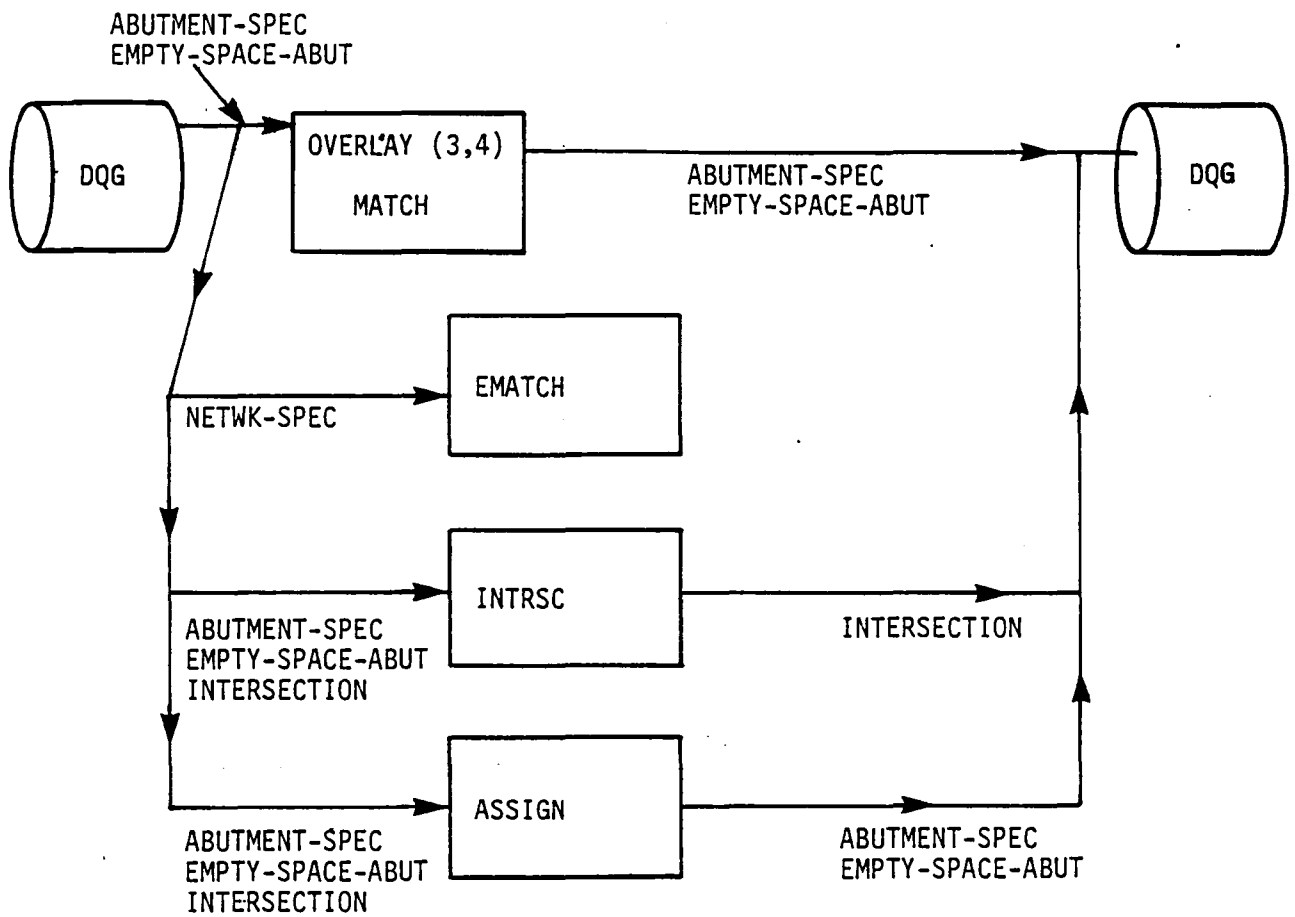 ABUTMENT-SPEC
EMPTY-SPACE-ABUT
DQG
OVERLAY (3,4)
MATCH
ABUTMENT-SPEC
EMPTY-SPACE-ABUT
DQG
EMATCH
NETWK-SPEC
INTRSC
ABUTMENT-SPEC
EMPTY-SPACE-ABUT
INTERSECTION
INTERSECTION
ASSIGN
ABUTMENT-SPEC
EMPTY-SPACE-ABUT
INTERSECTION
ABUTMENT-SPEC
EMPTY-SPACE-ABUT